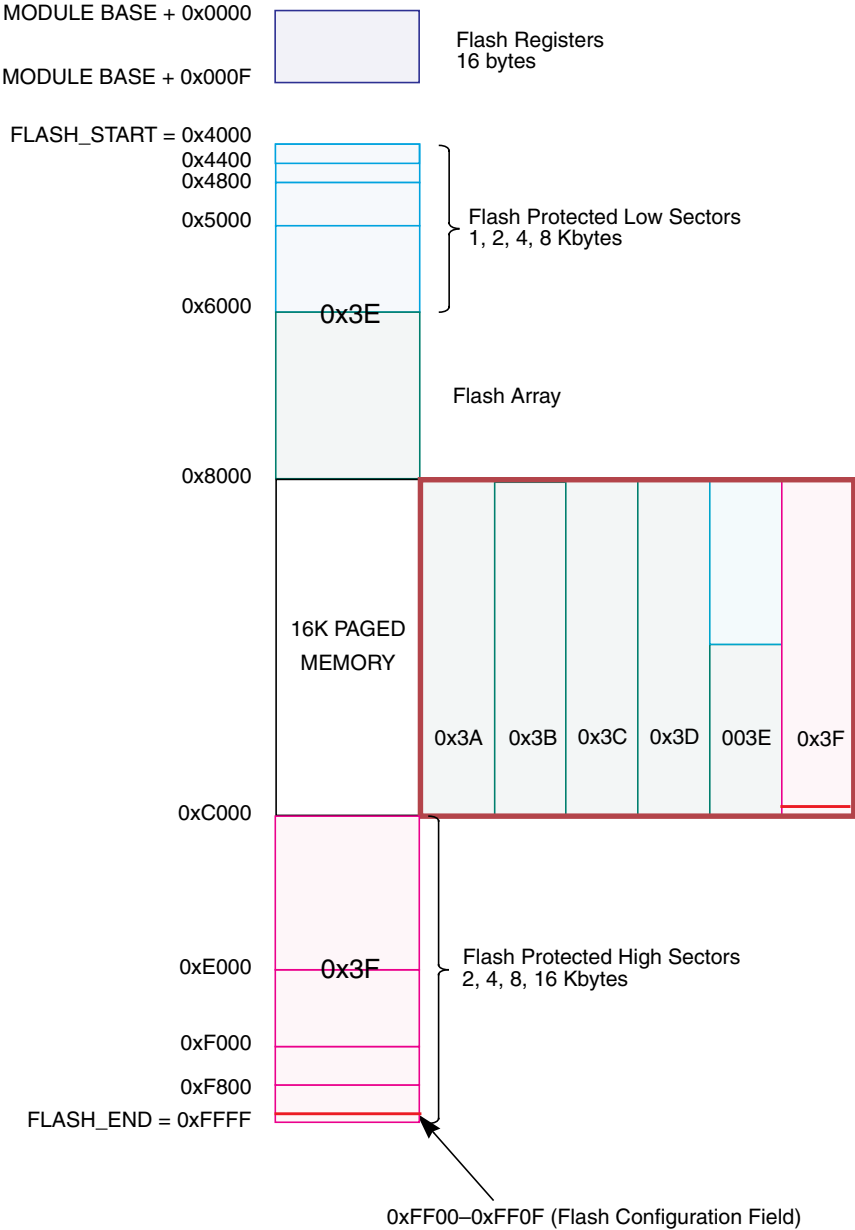 MODULE BASE + 0x0000
Flash Registers
16 bytes
MODULE BASE + 0x000F
FLASH_START = 0x4000
0x4400
0x4800
0x5000
Flash Protected Low Sectors
1, 2, 4, 8 Kbytes
0x6000
0x3E
Flash Array
0x8000
16K PAGED
MEMORY
0x3A
0x3B
0x3C
0x3D
003E
0x3F
0xC000
0xE000
0x3F
Flash Protected High Sectors
2, 4, 8, 16 Kbytes
0xF000
0xF800
FLASH_END = 0xFFFF
0xFF00–0xFF0F (Flash Configuration Field)